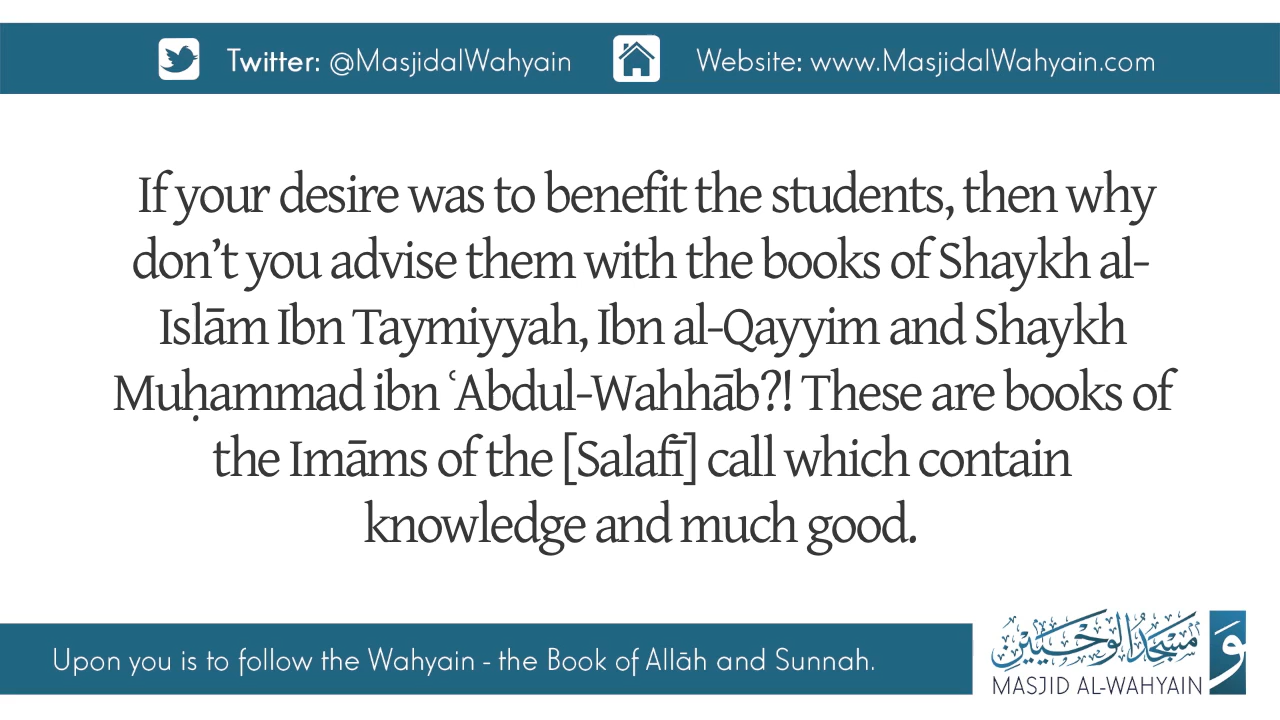 Twitter: @MasjidalWahyain Website: www.MasjidalWahyain.com
If your desire was to benefit the students, then why
don’t you advise them with the books of Shaykh al-
Islām Ibn Taymiyyah, Ibn al-Qayyim and Shaykh
Muḥammad ibn ʿAbdul-Wahhāb?! These are books of
the Imāms of the [Salafī] call which contain
knowledge and much good.
Upon you is to follow the Wahyain - the Book of Allāh and Sunnah.
مَسْجِدُ الْوَحْيَيْنِ
و
MASJID AL-WAHYAIN